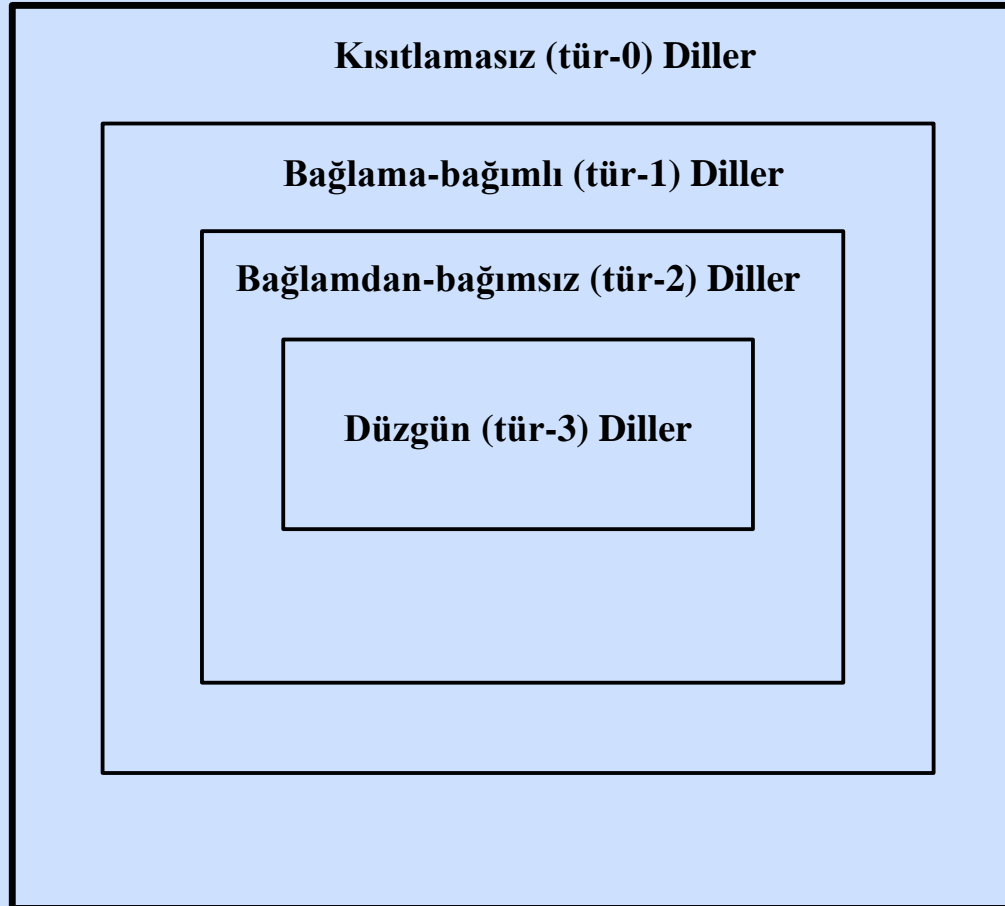 Kısıtlamasız (tür-0) Diller
Bağlama-bağımlı (tür-1) Diller
Bağlamdan-bağımsız (tür-2) Diller
Düzgün (tür-3) Diller